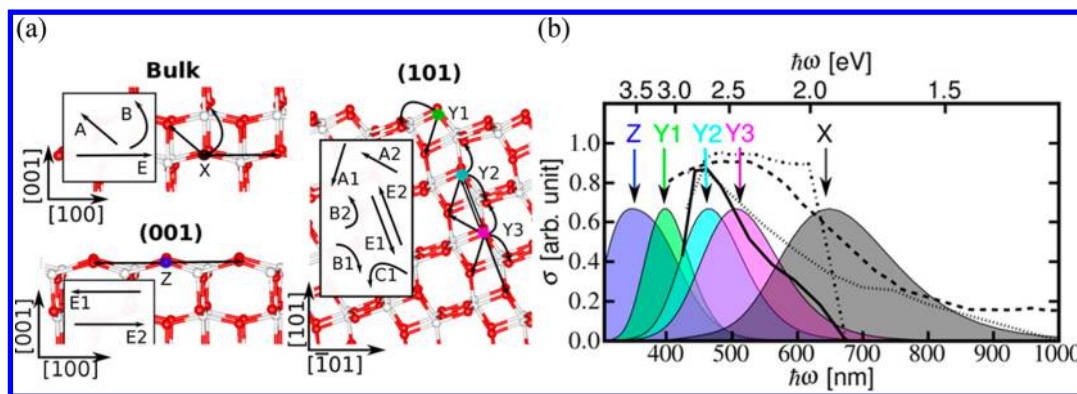 (a)
Bulk
A
B
E
X
[001]
[100]
(001)
Z
E1
E2
[001]
[100]
(101)
Y1
A2
A1
E2
Y2
B2
Y3
E1
B1
C1
[101]
[1̅01]
(b)
ħω [eV]
3.5 3.0 2.5 2.0 1.5
Z Y1 Y2 Y3 X
σ [arb. unit]
1.0
0.8
0.6
0.4
0.2
0.0
400 500 600 700 800 900 1000
ħω [nm]